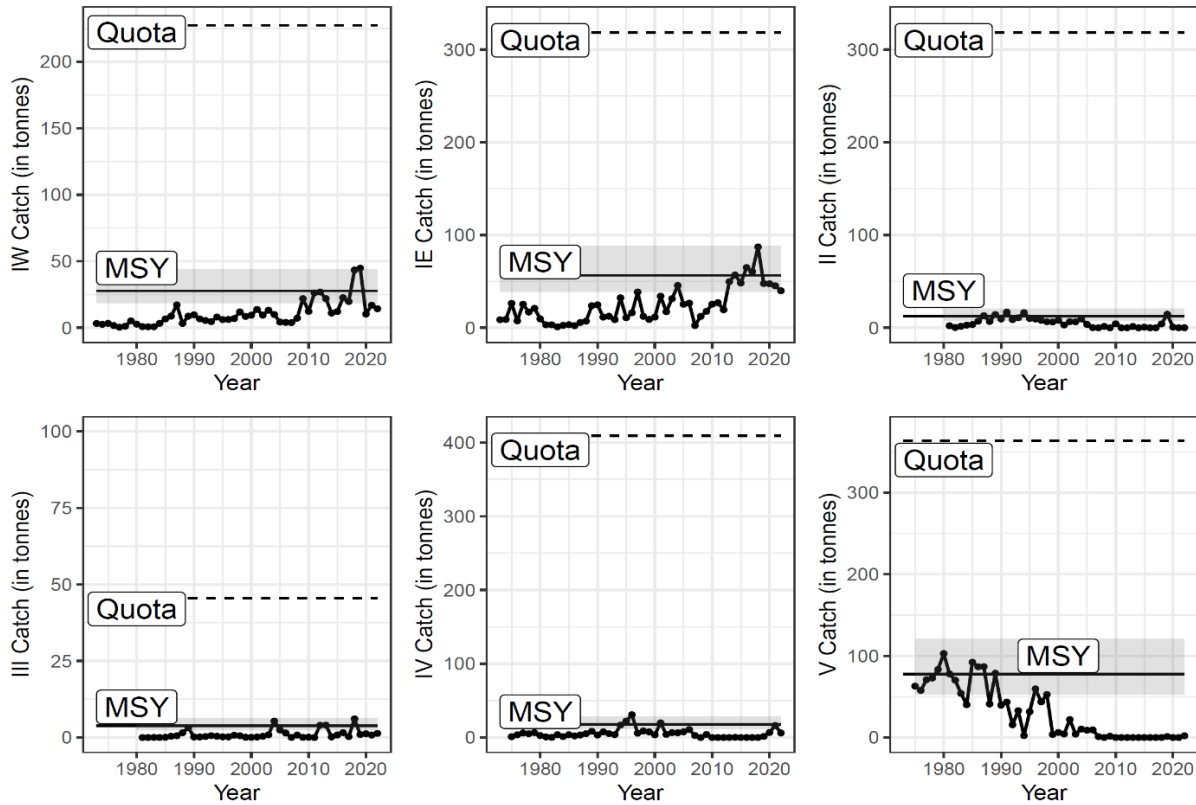 IW Catch (in tonnes)
200
150
100
50
0
Quota
MSY
1980 1990 2000 2010 2020
Year
IE Catch (in tonnes)
300
200
100
0
Quota
MSY
1980 1990 2000 2010 2020
Year
II Catch (in tonnes)
300
200
100
0
Quota
MSY
1980 1990 2000 2010 2020
Year
III Catch (in tonnes)
100
75
50
25
0
Quota
MSY
1980 1990 2000 2010 2020
Year
IV Catch (in tonnes)
400
300
200
100
0
Quota
MSY
1980 1990 2000 2010 2020
Year
V Catch (in tonnes)
300
200
100
0
Quota
MSY
1980 1990 2000 2010 2020
Year